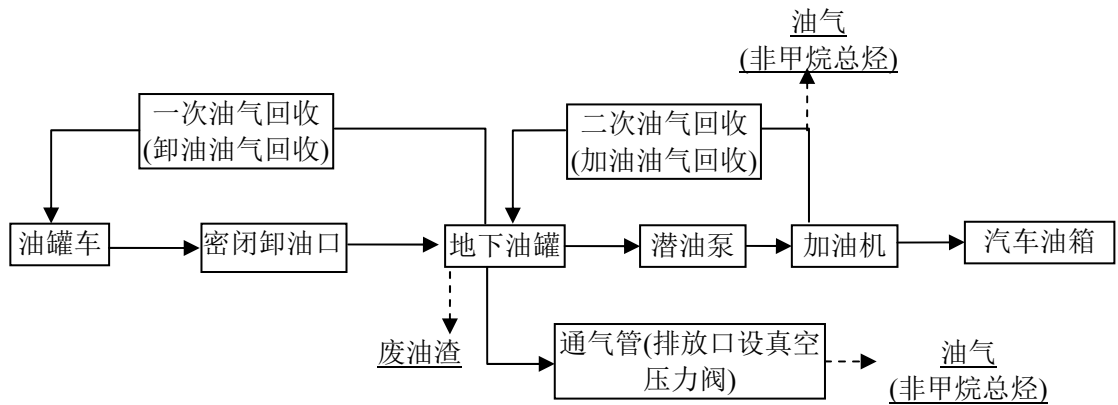 油气
(非甲烷总烃)
一次油气回收
(卸油油气回收)
二次油气回收
(加油油气回收)
油罐车
密闭卸油口
地下油罐
潜油泵
加油机
汽车油箱
废油渣
通气管(排放口设真空
压力阀)
油气
(非甲烷总烃)